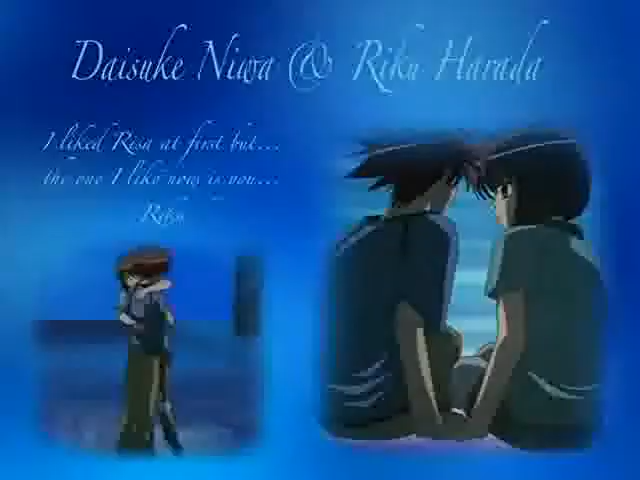 Daisuke Niwa & Riku Harada
I liked Risa at first but...
the one I like now is you...
Riku